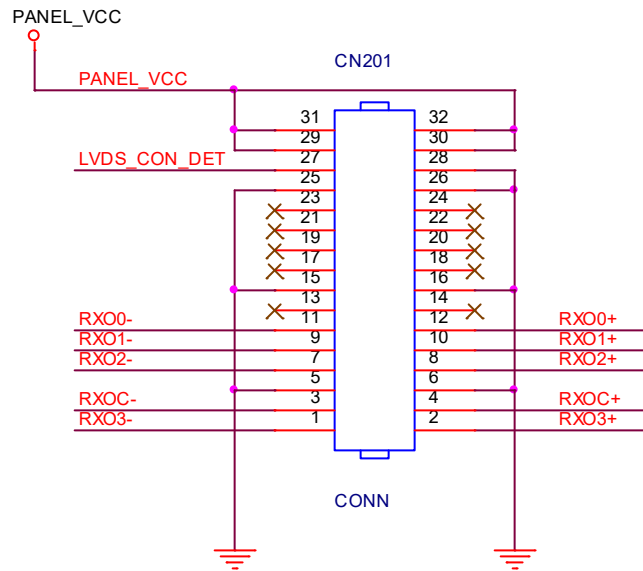 PANEL_VCC
CN201
PANEL_VCC
31 32
29 30
LVDS_CON_DET 27 28
25 26
23 24
21 22
19 20
17 18
15 16
13 14
RXO0- 11 12 RXO0+
RXO1- 9 10 RXO1+
RXO2- 7 8 RXO2+
5 6
RXOC- 3 4 RXOC+
RXO3- 1 2 RXO3+
CONN